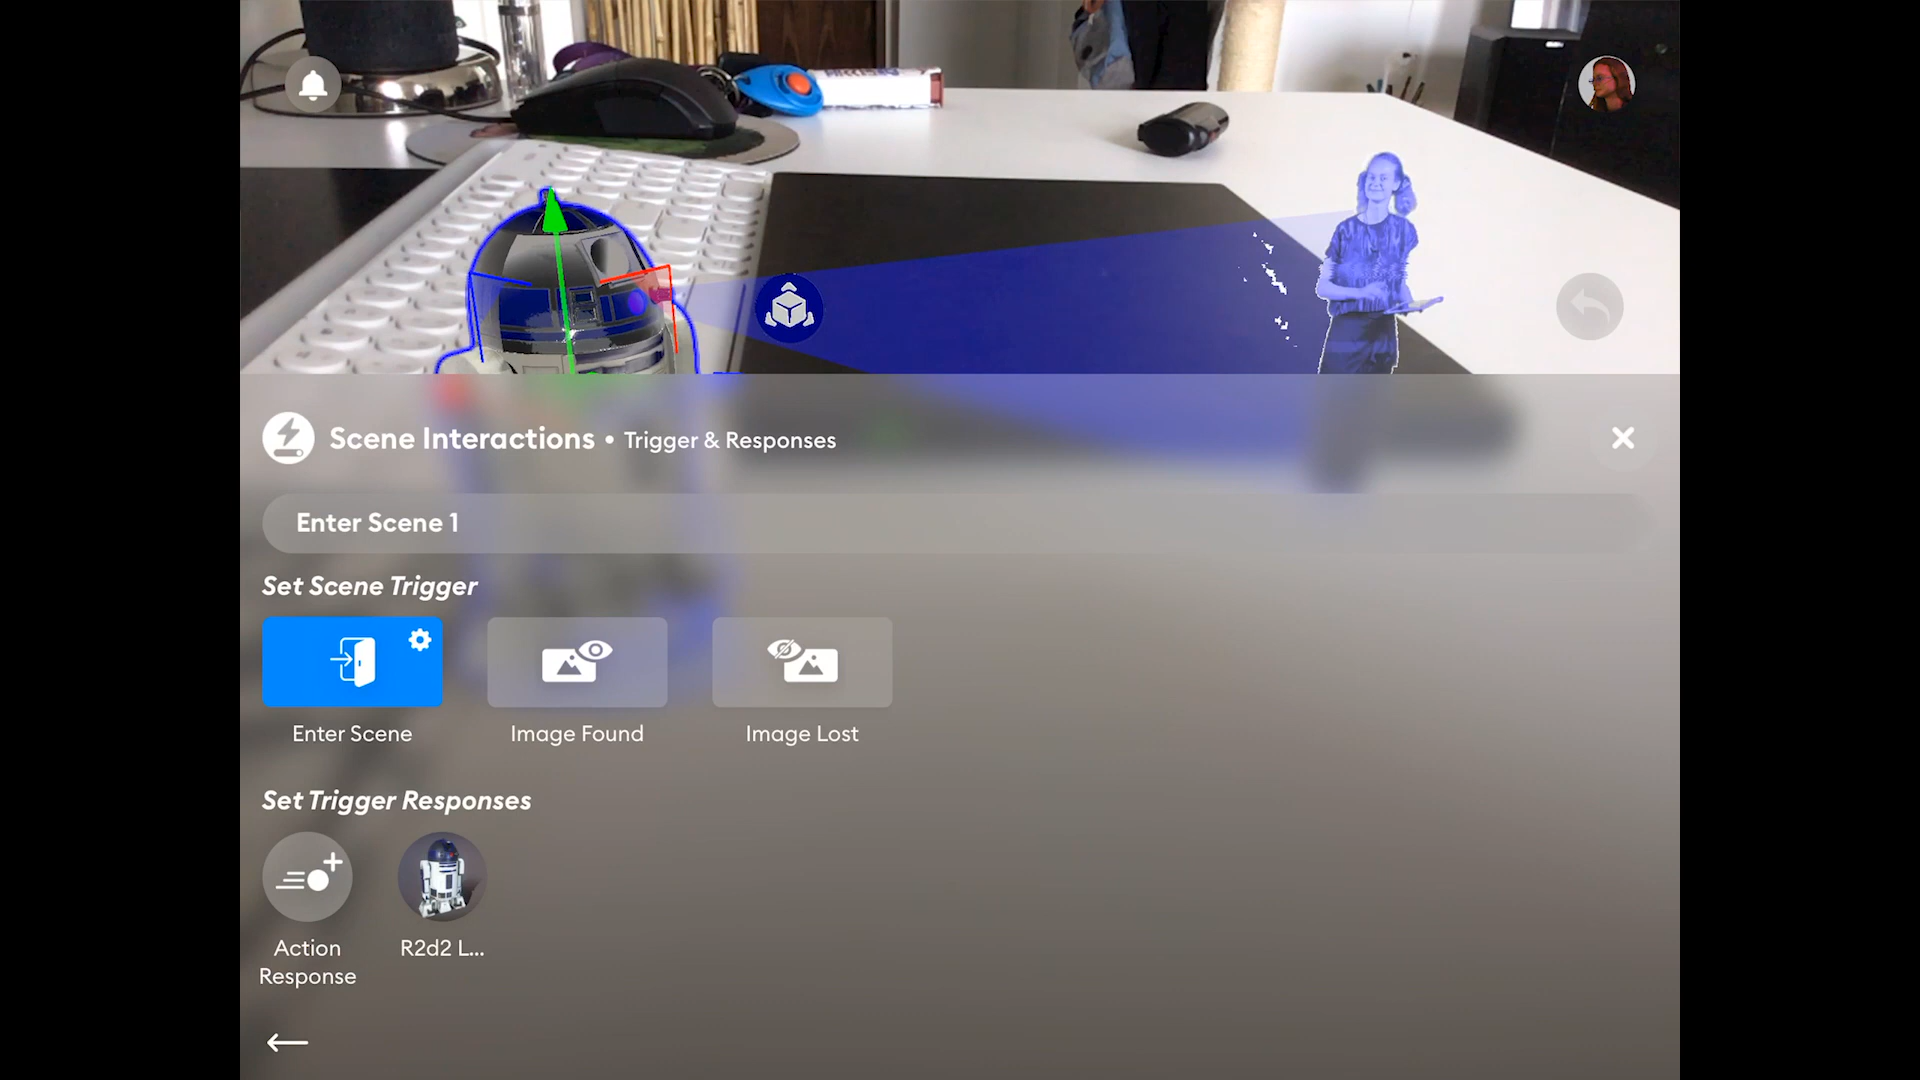 Scene Interactions • Trigger & Responses
Enter Scene 1
Set Scene Trigger
Enter Scene
Image Found
Image Lost
Set Trigger Responses
Action
Response
R2d2 L...